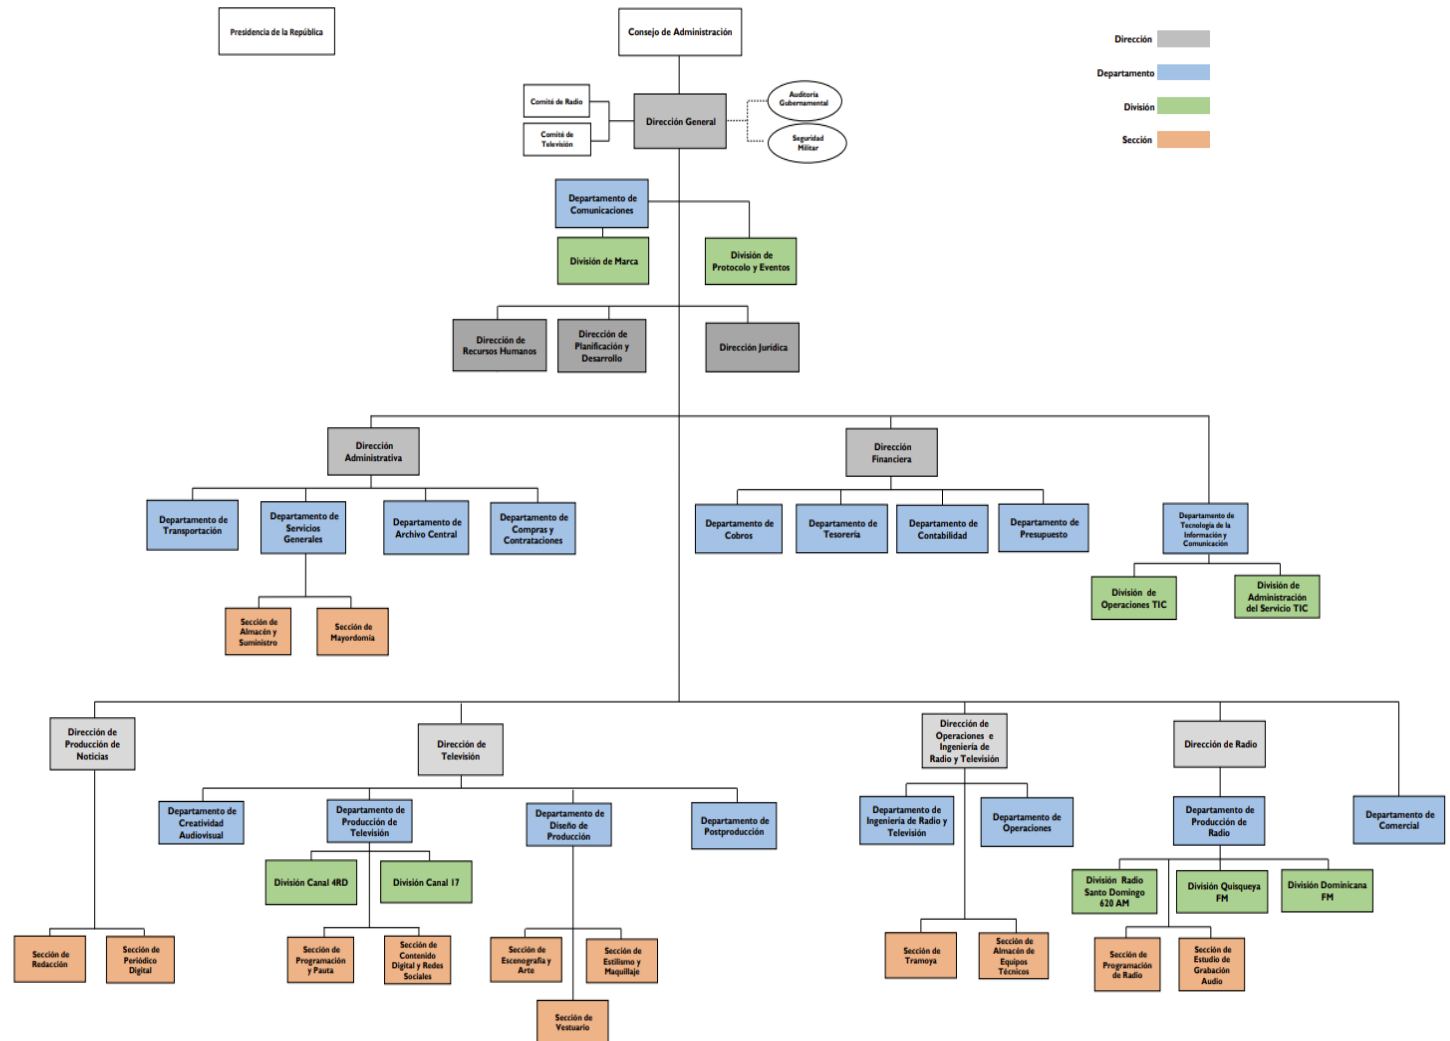 Presidencia de la República
Consejo de Administración
Dirección
Departamento
División
Sección
Comité de Radio
Comité de
Televisión
Dirección General
Auditoría
Gubernamental
Seguridad
Militar
Departamento de
Comunicaciones
División de Marca
División de
Protocolo y Eventos
Dirección de
Recursos Humanos
Dirección de
Planificación y
Desarrollo
Dirección Jurídica
Dirección
Administrativa
Dirección
Financiera
Departamento de
Transportación
Departamento de
Servicios
Generales
Departamento de
Archivo Central
Departamento de
Compras y
Contrataciones
Departamento de
Cobros
Departamento de
Tesorería
Departamento de
Contabilidad
Departamento de
Presupuesto
Departamento de
Tecnología de la
Información y
Comunicación
División de
Operaciones TIC
División de
Administración
del Servicio TIC
Sección de
Almacén y
Suministro
Sección de
Mayordomía
Dirección de
Producción de
Noticias
Dirección de
Televisión
Dirección de
Operaciones e
Ingeniería de
Radio y Televisión
Dirección de Radio
Departamento de
Creatividad
Audiovisual
Departamento de
Producción de
Televisión
Departamento de
Diseño de
Producción
Departamento de
Postproducción
Departamento de
Ingeniería de Radio y
Televisión
Departamento de
Operaciones
Departamento de
Producción de
Radio
Departamento de
Comercial
División Canal 4RD
División Canal 17
División Radio
Santo Domingo
620 AM
División Quisqueya
FM
División Dominicana
FM
Sección de
Redacción
Sección de
Periódico
Digital
Sección de
Programación
y Pauta
Sección de
Contenido
Digital y Redes
Sociales
Sección de
Escenografía y
Arte
Sección de
Estilismo y
Maquillaje
Sección de
Vestuario
Sección de
Tramoya
Sección de
Almacén de
Equipos
Técnicos
Sección de
Programación
de Radio
Sección de
Estudio de
Grabación
Audio